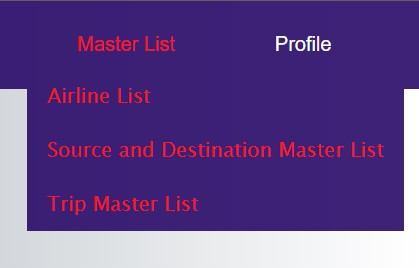 Master List
Profile
Airline List
Source and Destination Master List
Trip Master List